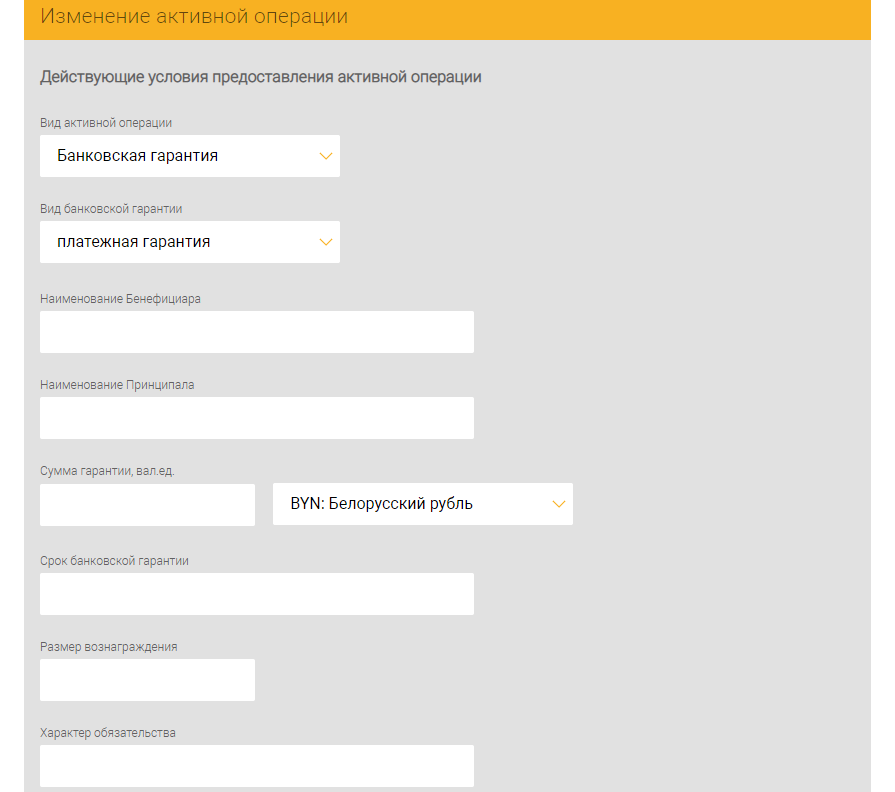 Изменение активной операции
Действующие условия предоставления активной операции
Вид активной операции
Банковская гарантия
Вид банковской гарантии
платежная гарантия
Наименование Бенефициара
Наименование Принципала
Сумма гарантии, вал.ед.
BYN: Белорусский рубль
Срок банковской гарантии
Размер вознаграждения
Характер обязательства